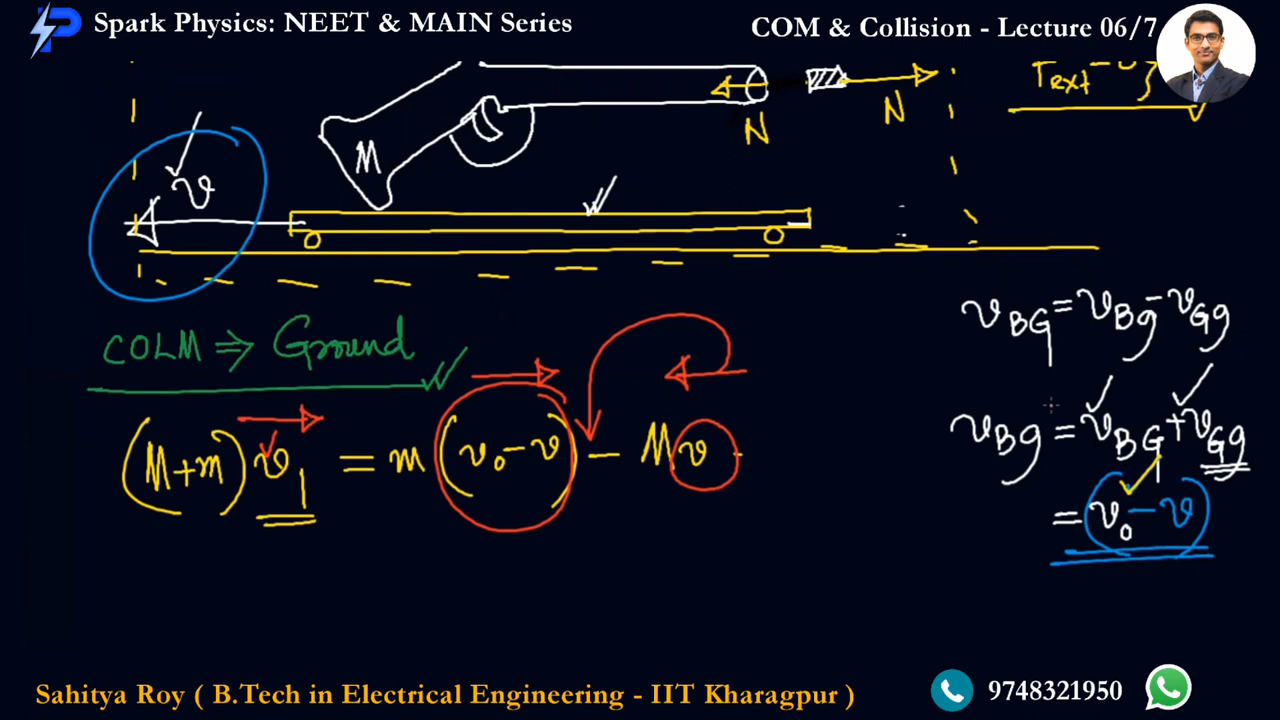 Spark Physics: NEET & MAIN Series
COM & Collision - Lecture 06/7
N
N
M
v
COLM ⇒ Ground
v_BG = v_Bg - v_Gg
v_Bg = v_BG + v_Gg
= v₀ - v
(M+m) v₁ = m (v₀ - v) - Mv
Sahitya Roy ( B.Tech in Electrical Engineering - IIT Kharagpur )
9748321950